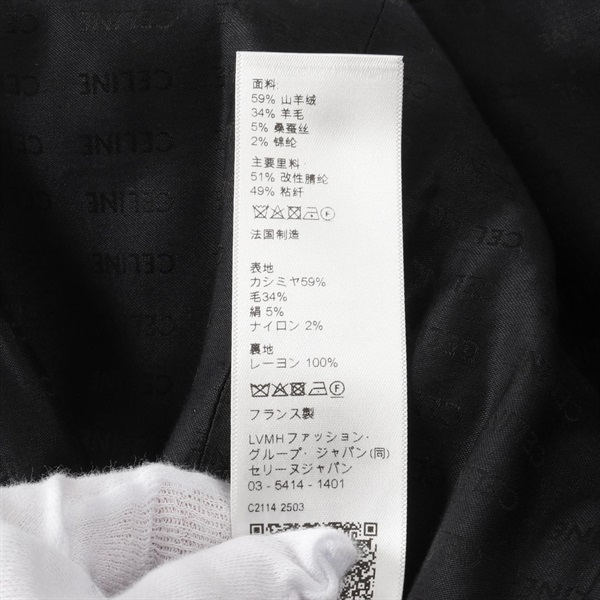 面料:
59% 山羊绒
34% 羊毛
5% 桑蚕丝
2% 锦纶
主要里料:
51% 改性腈纶
49% 粘纤
法国制造
表地
カシミヤ59%
毛34%
絹 5%
ナイロン 2%
裏地
レーヨン 100%
フランス製
LVMHファッション・
グループ・ジャパン(同)
セリーヌジャパン
03 - 5414 - 1401
C2114 2503
CELINE
CELINE
CELINE
CELINE